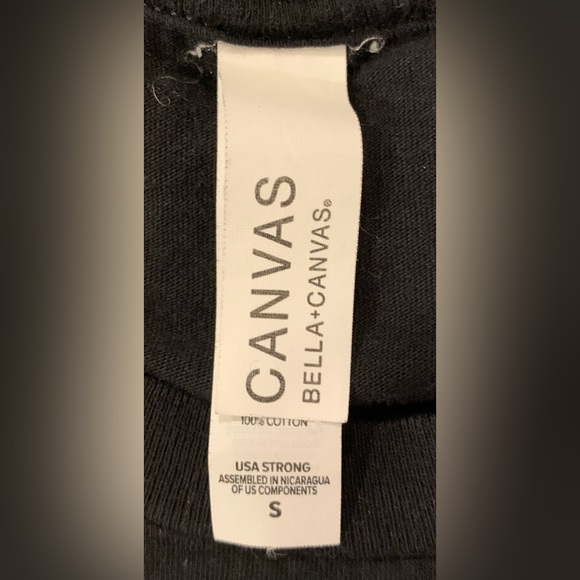 CANVAS
BELLA+CANVAS®
100% COTTON
USA STRONG
ASSEMBLED IN NICARAGUA
OF US COMPONENTS
S